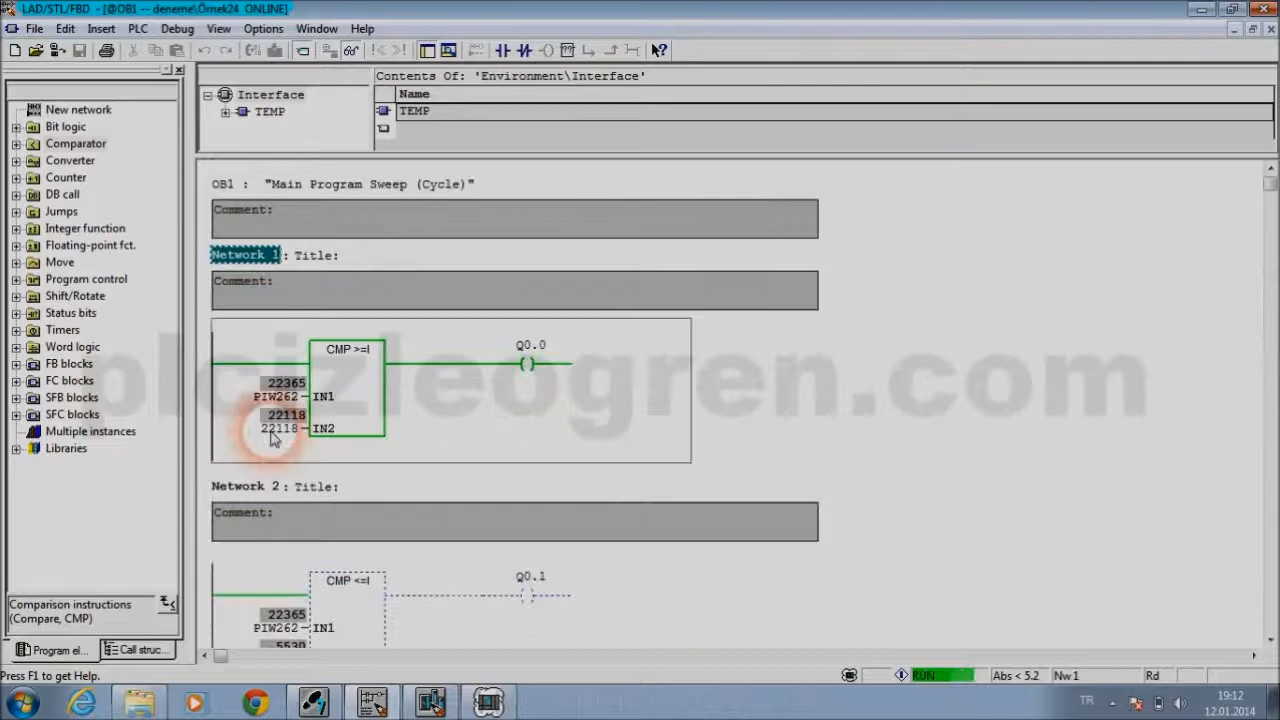 LAD/STL/FBD - [@OB1 -- deneme\Örnek24 ONLINE]
File Edit Insert PLC Debug View Options Window Help
Contents Of: 'Environment\Interface'
Interface
TEMP
Name
TEMP
New network
Bit logic
Comparator
Converter
Counter
DB call
Jumps
Integer function
Floating-point fct.
Move
Program control
Shift/Rotate
Status bits
Timers
Word logic
FB blocks
FC blocks
SFB blocks
SFC blocks
Multiple instances
Libraries
Comparison instructions
(Compare, CMP)
Program el... Call struc...
OB1 : "Main Program Sweep (Cycle)"
Comment:
Network 1 : Title:
Comment:
CMP >=I
Q0.0
( )
22365
PIW262 IN1
22118
22118 IN2
Network 2 : Title:
Comment:
CMP <=I
Q0.1
( )
22365
PIW262 IN1
5530
plcizleogren.com
Press F1 to get Help.
RUN Abs < 5.2 Nw 1 Rd
TR 19:12
12.01.2014